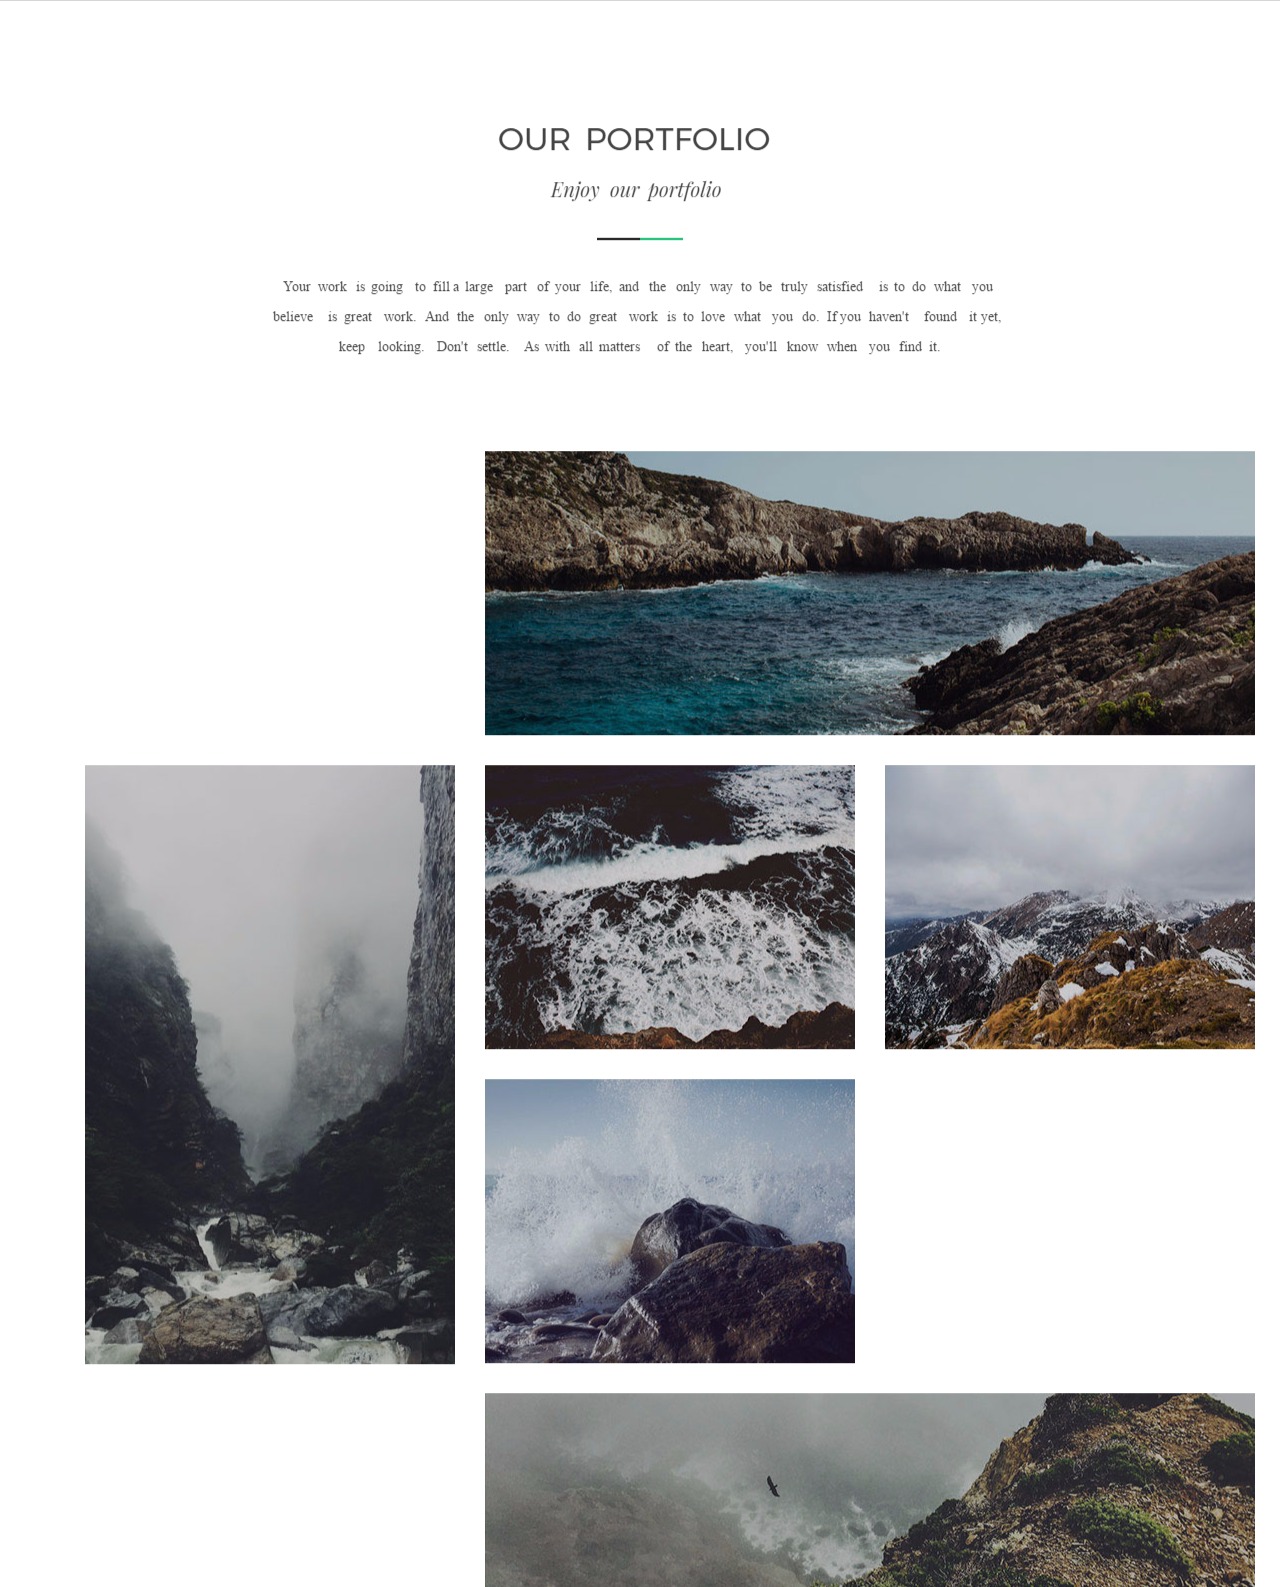 OUR PORTFOLIO
Enjoy our portfolio
Your work is going to fill a large part of your life, and the only way to be truly satisfied is to do what you
believe is great work. And the only way to do great work is to love what you do. If you haven't found it yet,
keep looking. Don't settle. As with all matters of the heart, you'll know when you find it.